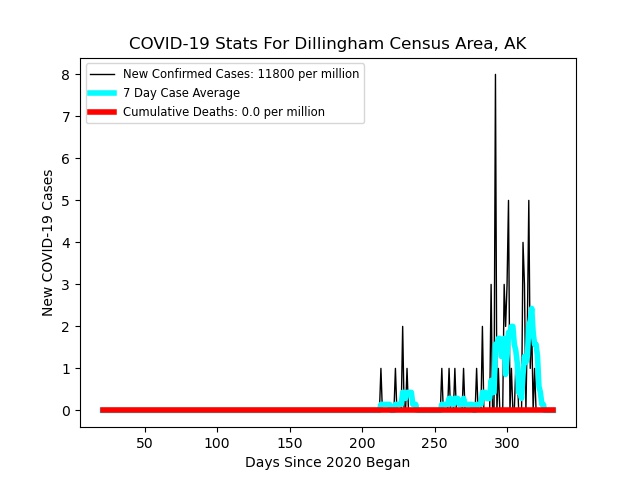 COVID-19 Stats For Dillingham Census Area, AK
New Confirmed Cases: 11800 per million
7 Day Case Average
Cumulative Deaths: 0.0 per million
New COVID-19 Cases
8
7
6
5
4
3
2
1
0
50 100 150 200 250 300
Days Since 2020 Began